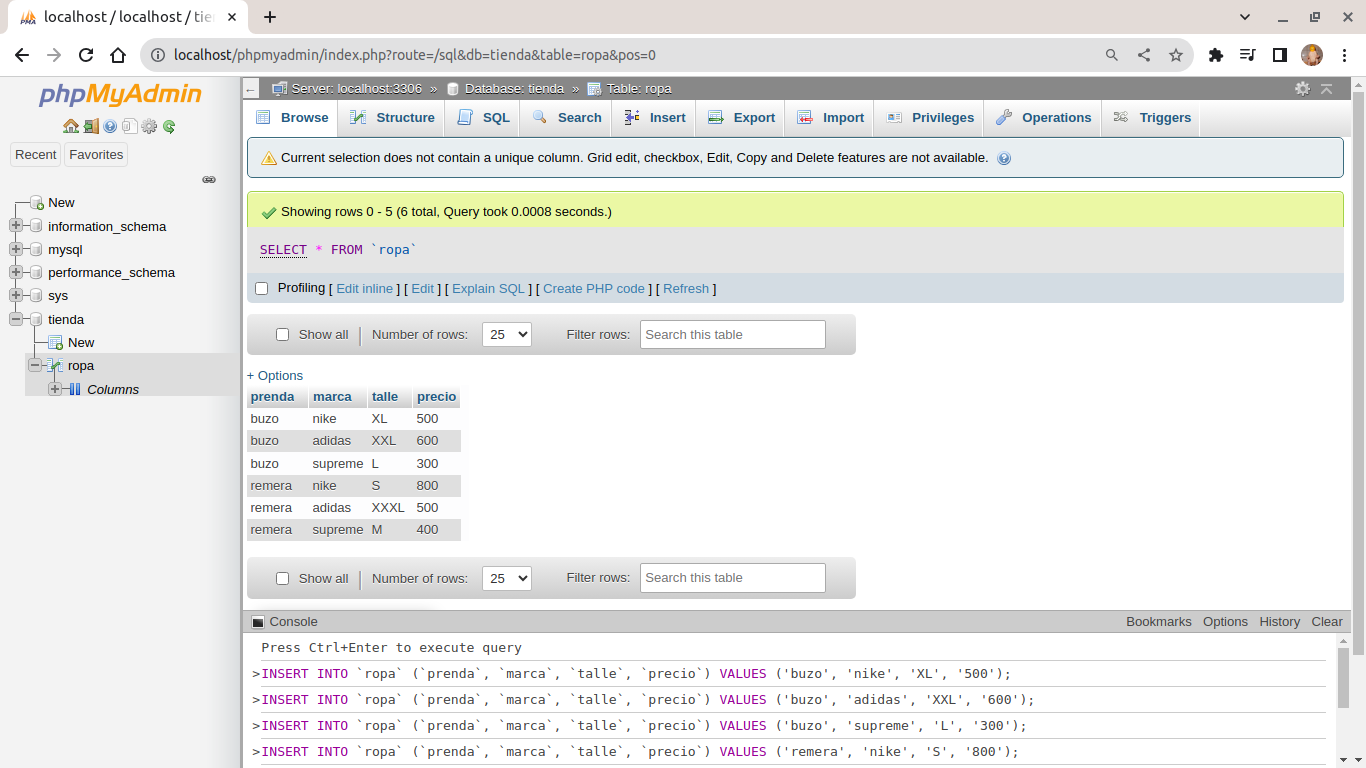 localhost / localhost / tie
localhost/phpmyadmin/index.php?route=/sql&db=tienda&table=ropa&pos=0
phpMyAdmin
Recent Favorites
New
information_schema
mysql
performance_schema
sys
tienda
New
ropa
Columns
Server: localhost:3306 » Database: tienda » Table: ropa
Browse Structure SQL Search Insert Export Import Privileges Operations Triggers
Current selection does not contain a unique column. Grid edit, checkbox, Edit, Copy and Delete features are not available.
Showing rows 0 - 5 (6 total, Query took 0.0008 seconds.)
SELECT * FROM `ropa`
Profiling [ Edit inline ] [ Edit ] [ Explain SQL ] [ Create PHP code ] [ Refresh ]
Show all Number of rows: 25 Filter rows: Search this table
+ Options
prenda marca talle precio
buzo nike XL 500
buzo adidas XXL 600
buzo supreme L 300
remera nike S 800
remera adidas XXXL 500
remera supreme M 400
Show all Number of rows: 25 Filter rows: Search this table
Console Bookmarks Options History Clear
Press Ctrl+Enter to execute query
>INSERT INTO `ropa` (`prenda`, `marca`, `talle`, `precio`) VALUES ('buzo', 'nike', 'XL', '500');
>INSERT INTO `ropa` (`prenda`, `marca`, `talle`, `precio`) VALUES ('buzo', 'adidas', 'XXL', '600');
>INSERT INTO `ropa` (`prenda`, `marca`, `talle`, `precio`) VALUES ('buzo', 'supreme', 'L', '300');
>INSERT INTO `ropa` (`prenda`, `marca`, `talle`, `precio`) VALUES ('remera', 'nike', 'S', '800');